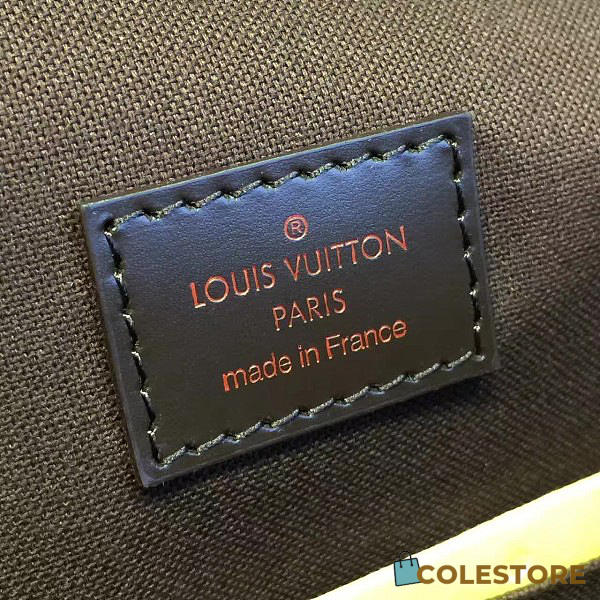 ®
LOUIS VUITTON
PARIS
made in France
COLESTORE